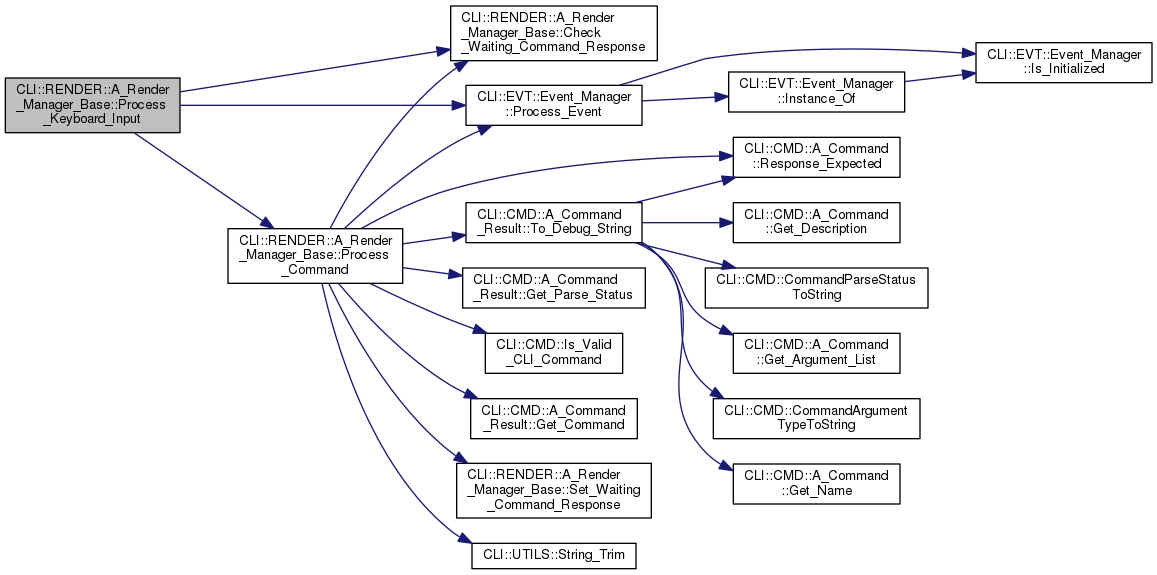 CLI::RENDER::A_Render
_Manager_Base::Process
_Keyboard_Input
CLI::RENDER::A_Render
_Manager_Base::Check
_Waiting_Command_Response
CLI::EVT::Event_Manager
::Process_Event
CLI::EVT::Event_Manager
::Instance_Of
CLI::EVT::Event_Manager
::Is_Initialized
CLI::RENDER::A_Render
_Manager_Base::Process
_Command
CLI::CMD::A_Command
::Response_Expected
CLI::CMD::A_Command
_Result::To_Debug_String
CLI::CMD::A_Command
::Get_Description
CLI::CMD::A_Command
_Result::Get_Parse_Status
CLI::CMD::CommandParseStatus
ToString
CLI::CMD::Is_Valid
_CLI_Command
CLI::CMD::A_Command
::Get_Argument_List
CLI::CMD::A_Command
_Result::Get_Command
CLI::CMD::CommandArgument
TypeToString
CLI::RENDER::A_Render
_Manager_Base::Set_Waiting
_Command_Response
CLI::CMD::A_Command
::Get_Name
CLI::UTILS::String_Trim